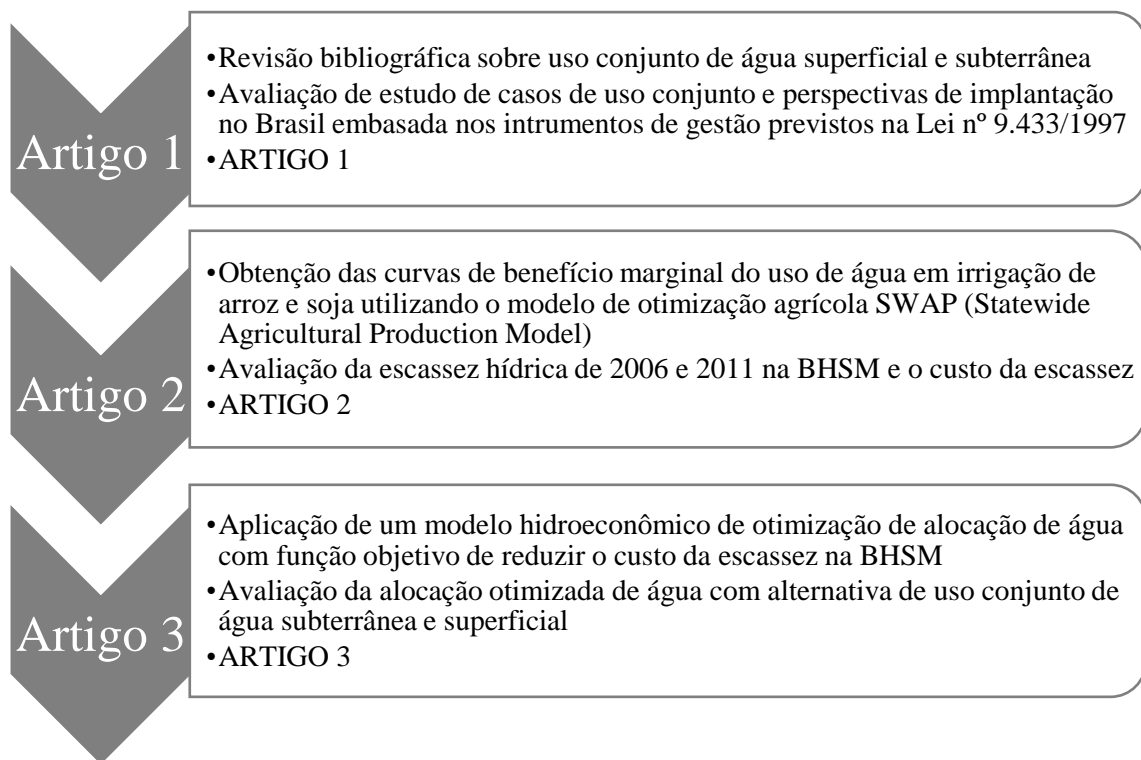 Artigo 1
•Revisão bibliográfica sobre uso conjunto de água superficial e subterrânea
•Avaliação de estudo de casos de uso conjunto e perspectivas de implantação
no Brasil embasada nos intrumentos de gestão previstos na Lei nº 9.433/1997
•ARTIGO 1
Artigo 2
•Obtenção das curvas de benefício marginal do uso de água em irrigação de
arroz e soja utilizando o modelo de otimização agrícola SWAP (Statewide
Agricultural Production Model)
•Avaliação da escassez hídrica de 2006 e 2011 na BHSM e o custo da escassez
•ARTIGO 2
Artigo 3
•Aplicação de um modelo hidroeconômico de otimização de alocação de água
com função objetivo de reduzir o custo da escassez na BHSM
•Avaliação da alocação otimizada de água com alternativa de uso conjunto de
água subterrânea e superficial
•ARTIGO 3